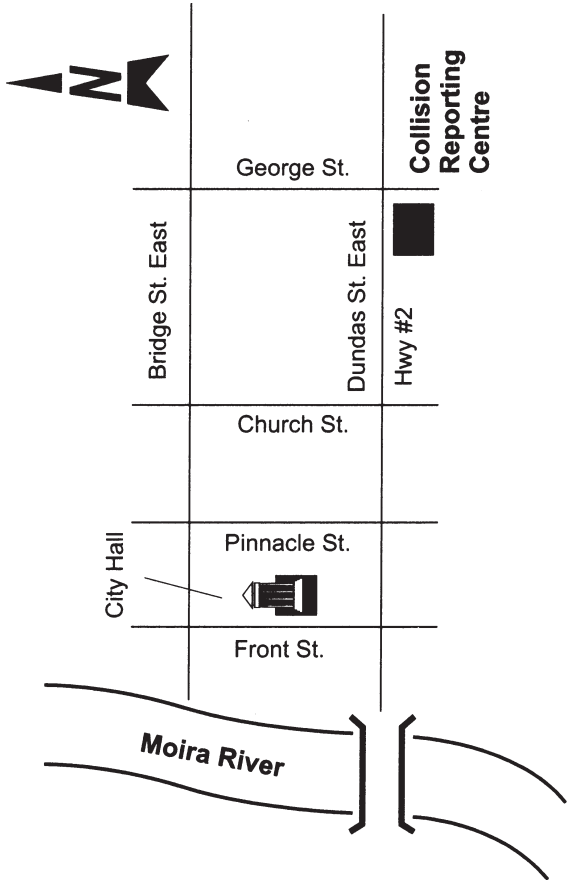 N
Collision
Reporting
Centre
George St.
Bridge St. East
Dundas St. East
Hwy #2
Church St.
Pinnacle St.
City Hall
Front St.
Moira River